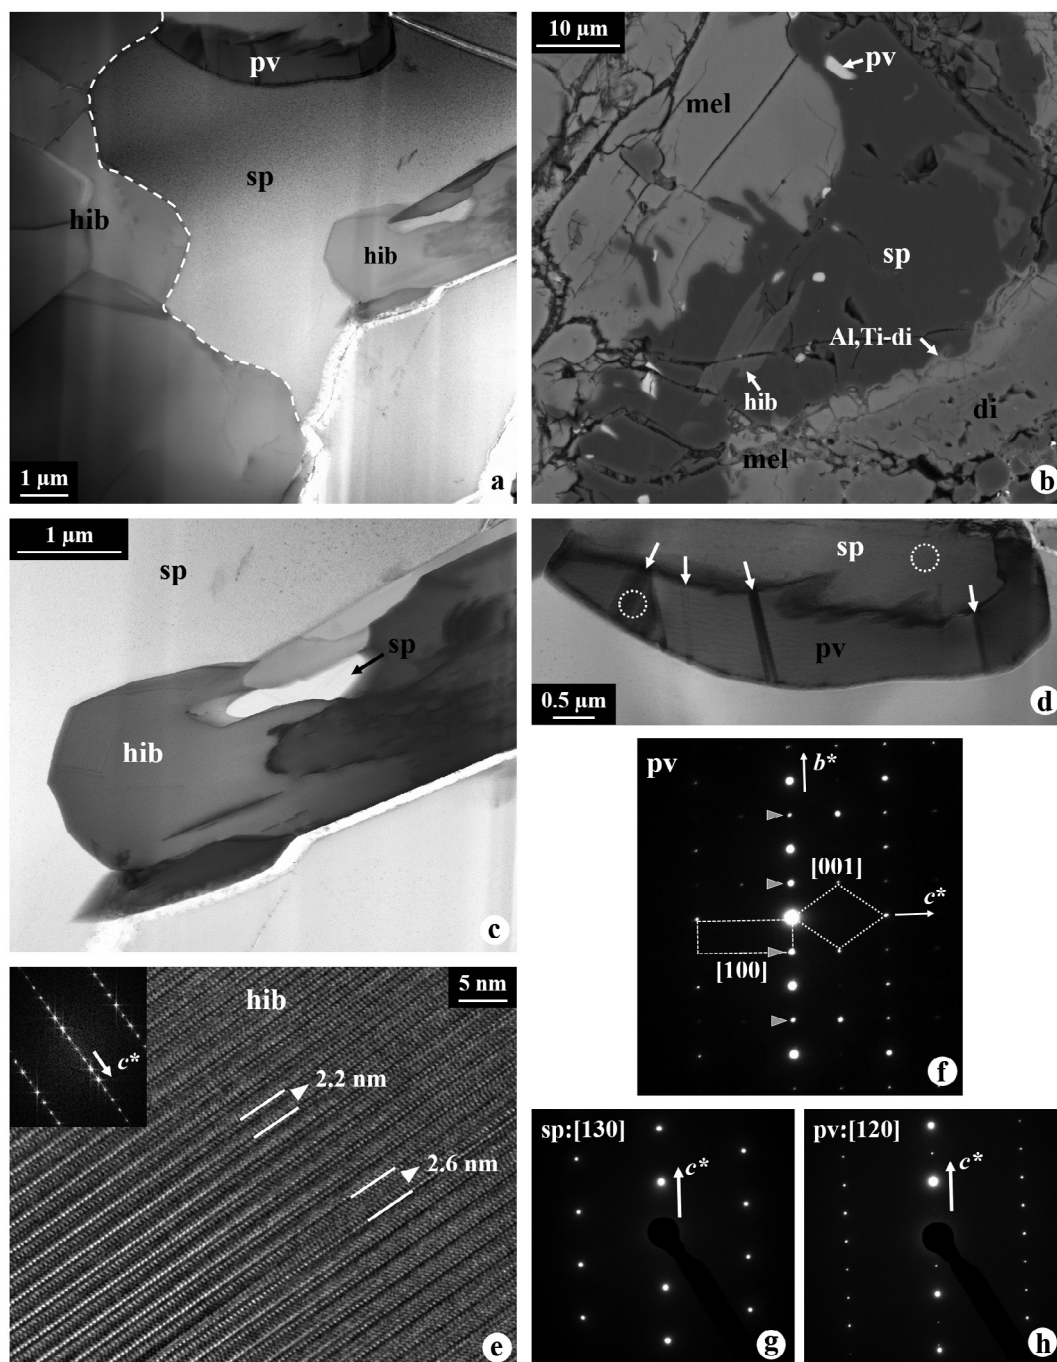 pv
sp
hib
hib
1 µm
a
10 µm
pv
mel
sp
Al,Ti-di
hib
di
mel
b
1 µm
sp
sp
hib
c
sp
pv
0.5 µm
d
pv
b*
[001]
c*
[100]
f
hib
5 nm
c*
2.2 nm
2.6 nm
e
sp:[130]
c*
g
pv:[120]
c*
h